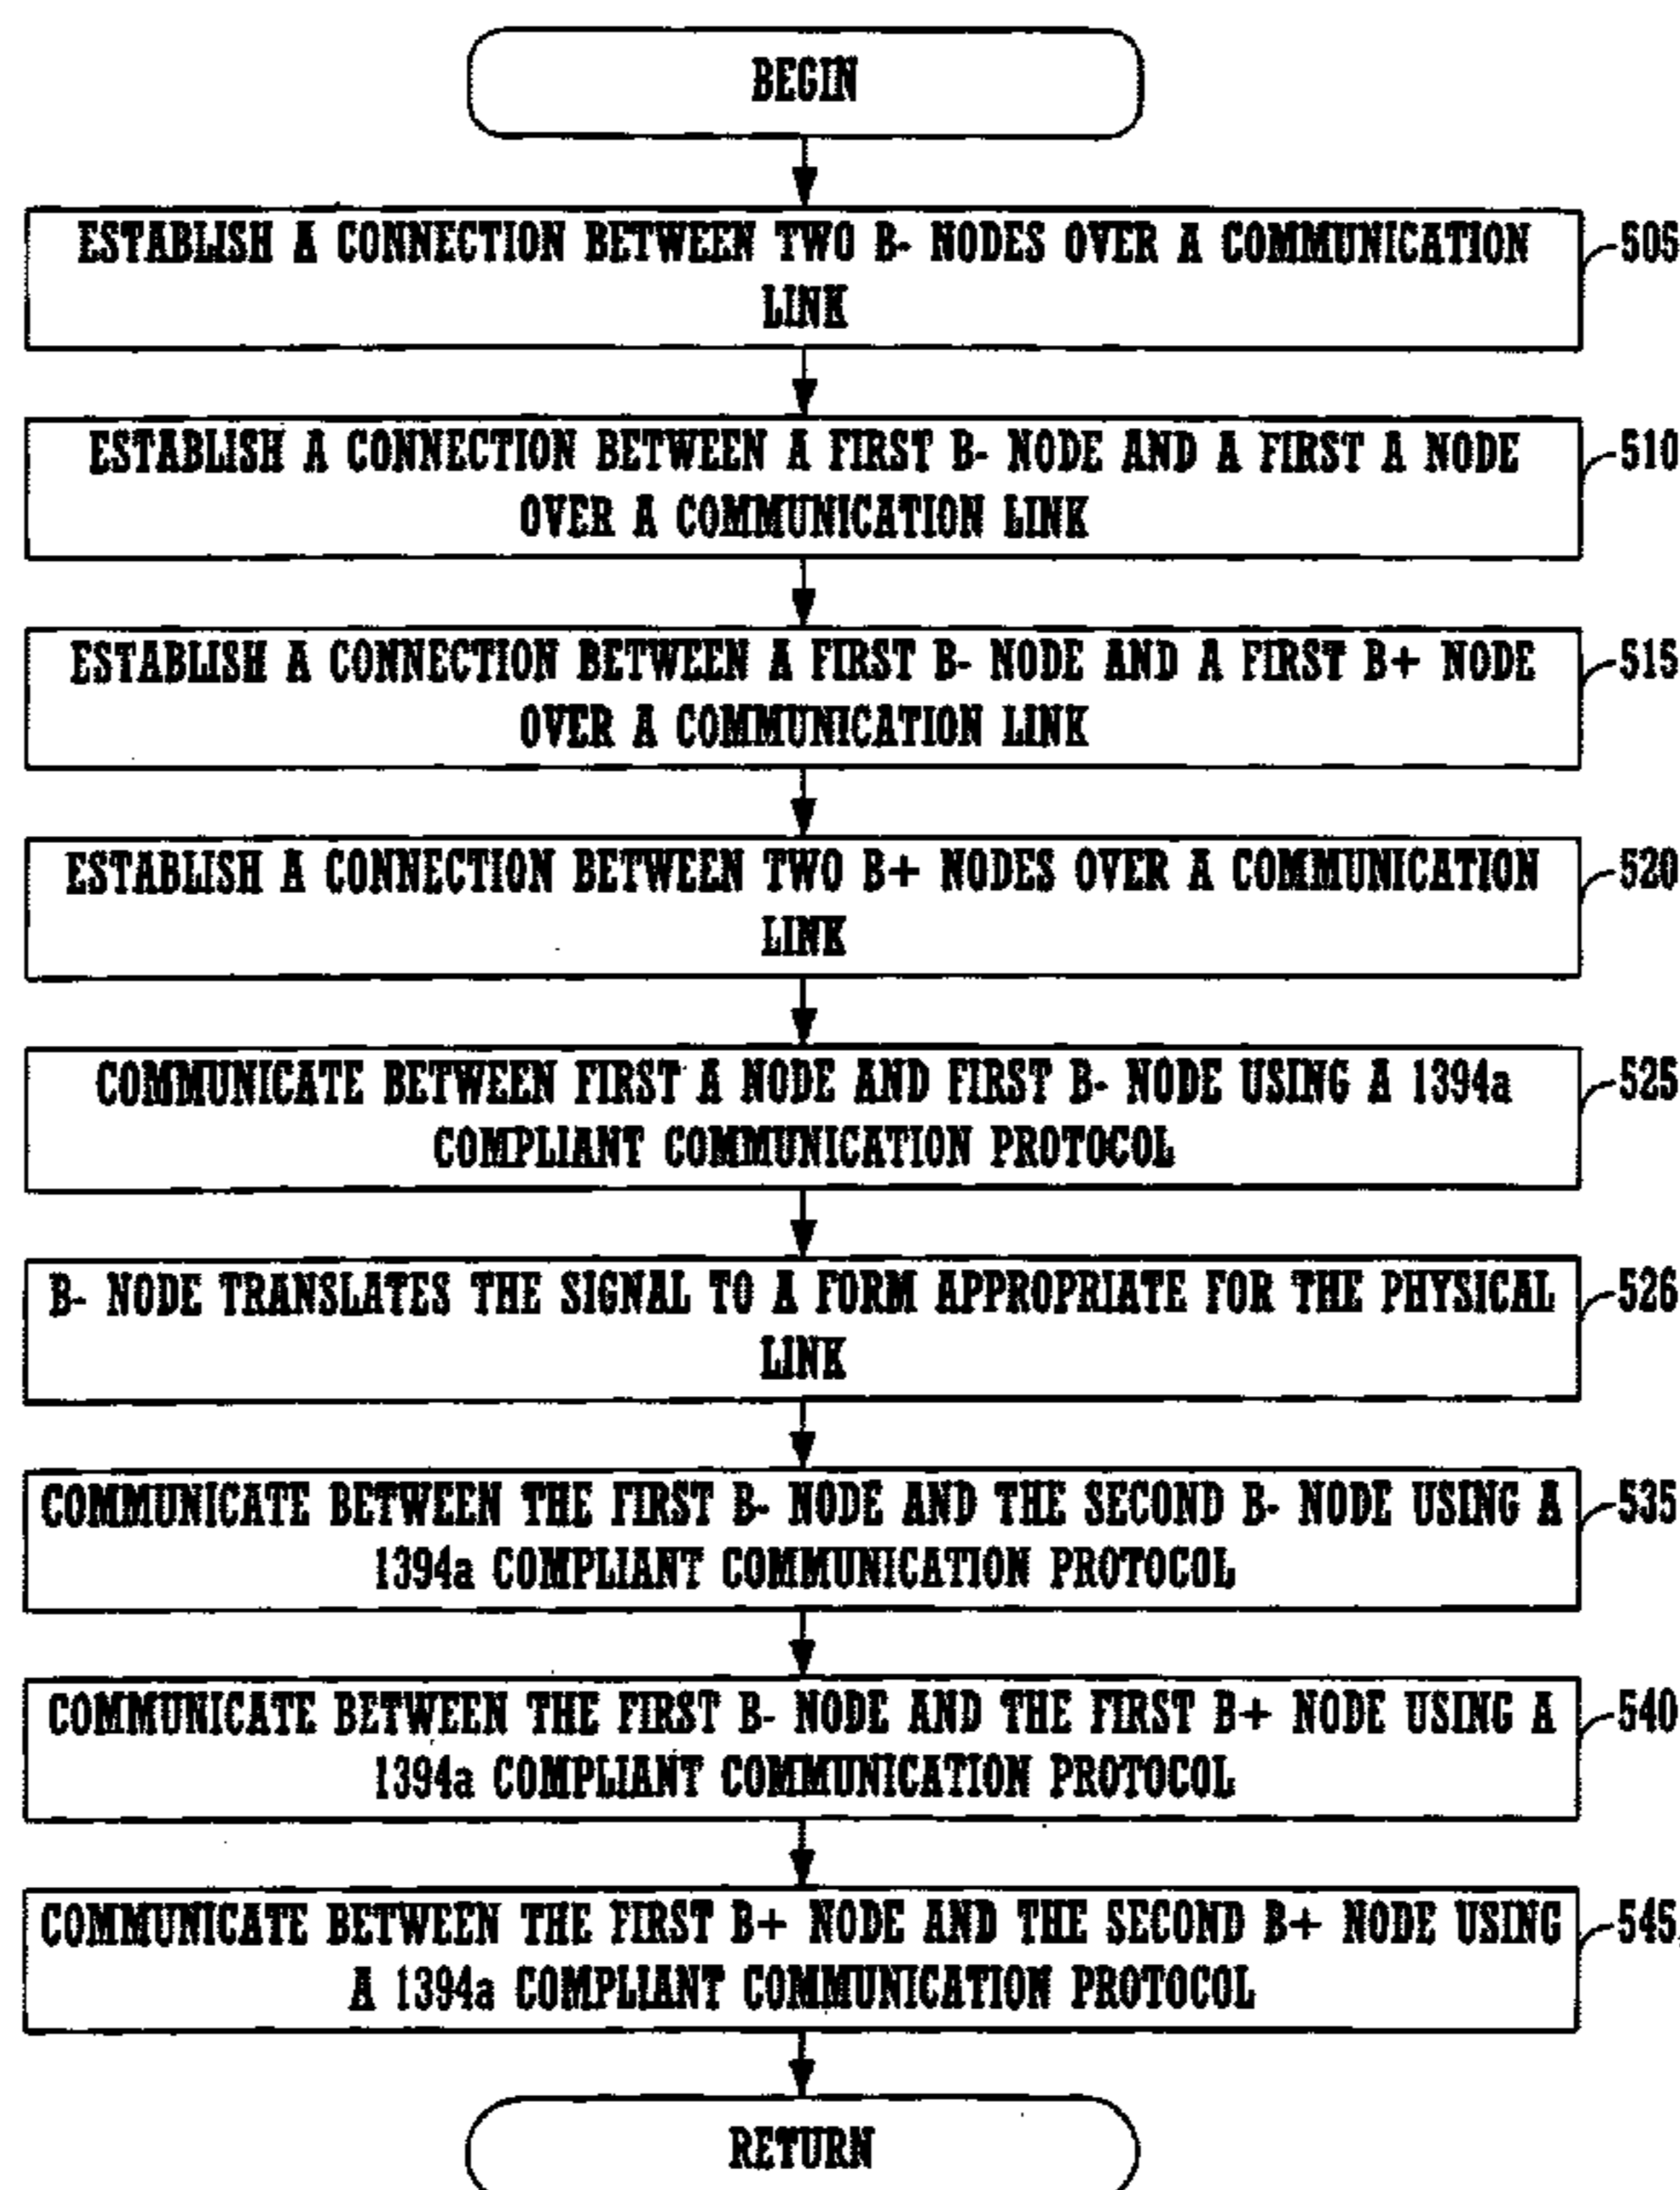 BEGIN
ESTABLISH A CONNECTION BETWEEN TWO B- NODES OVER A COMMUNICATION
LINK
505
ESTABLISH A CONNECTION BETWEEN A FIRST B- NODE AND A FIRST A NODE
OVER A COMMUNICATION LINK
510
ESTABLISH A CONNECTION BETWEEN A FIRST B- NODE AND A FIRST B+ NODE
OVER A COMMUNICATION LINK
515
ESTABLISH A CONNECTION BETWEEN TWO B+ NODES OVER A COMMUNICATION
LINK
520
COMMUNICATE BETWEEN FIRST A NODE AND FIRST B- NODE USING A 1394a
COMPLIANT COMMUNICATION PROTOCOL
525
B- NODE TRANSLATES THE SIGNAL TO A FORM APPROPRIATE FOR THE PHYSICAL
LINK
526
COMMUNICATE BETWEEN THE FIRST B- NODE AND THE SECOND B- NODE USING A
1394a COMPLIANT COMMUNICATION PROTOCOL
535
COMMUNICATE BETWEEN THE FIRST B- NODE AND THE FIRST B+ NODE USING A
1394a COMPLIANT COMMUNICATION PROTOCOL
540
COMMUNICATE BETWEEN THE FIRST B+ NODE AND THE SECOND B+ NODE USING
A 1394a COMPLIANT COMMUNICATION PROTOCOL
545
RETURN